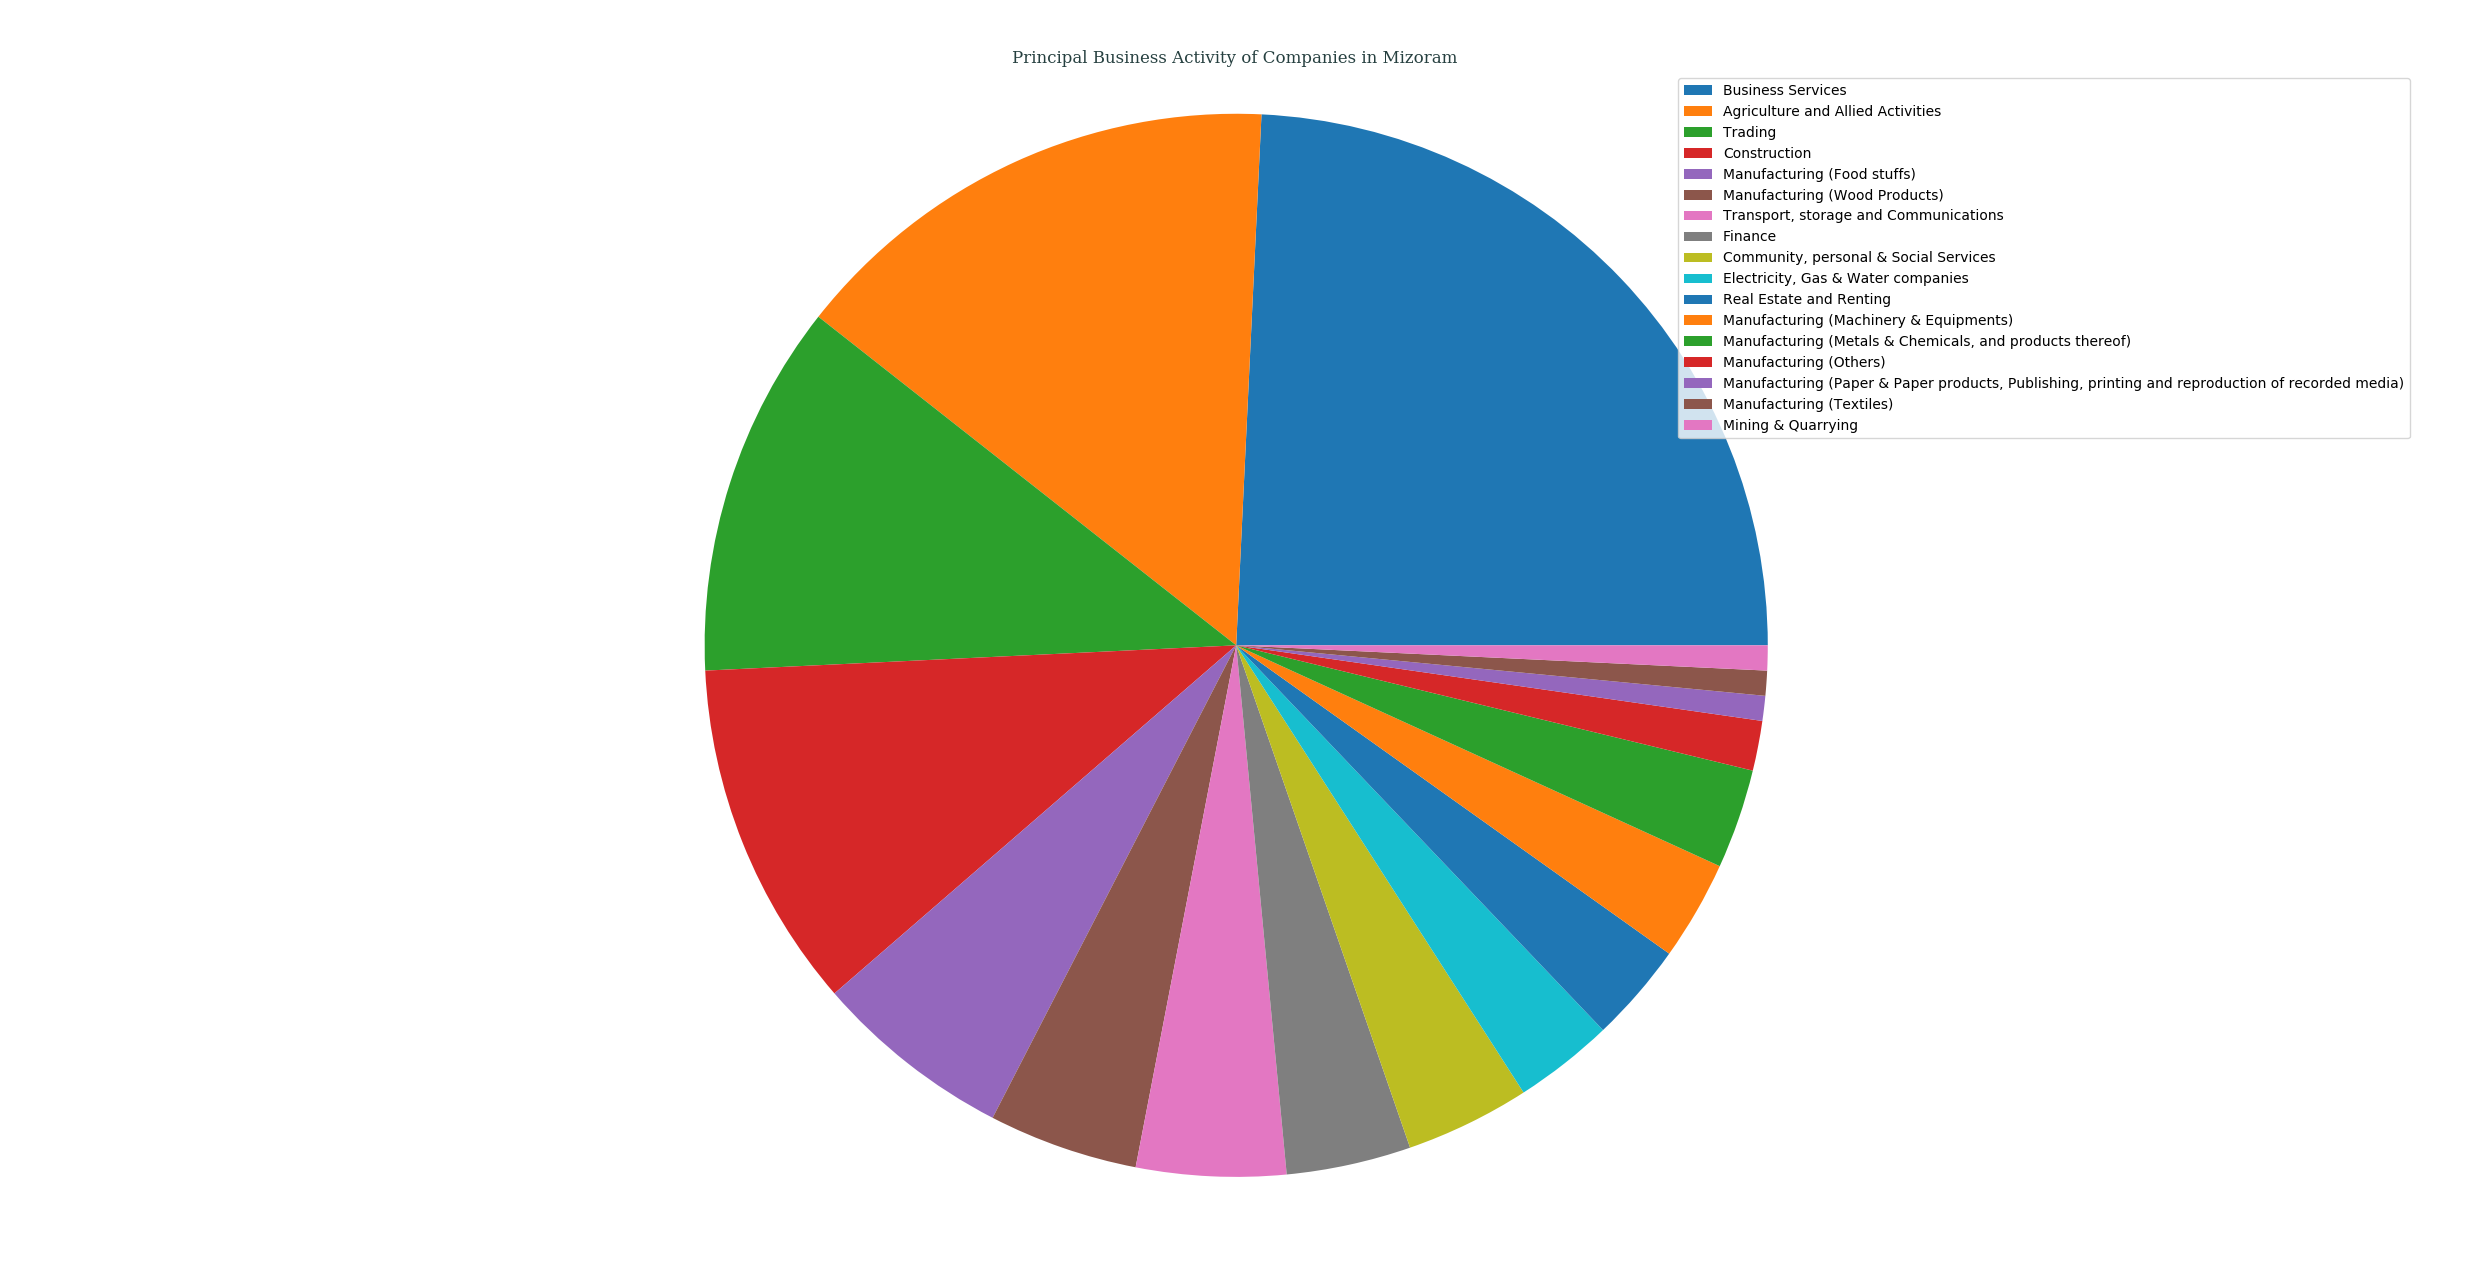 Principal Business Activity of Companies in Mizoram
Business Services
Agriculture and Allied Activities
Trading
Construction
Manufacturing (Food stuffs)
Manufacturing (Wood Products)
Transport, storage and Communications
Finance
Community, personal & Social Services
Electricity, Gas & Water companies
Real Estate and Renting
Manufacturing (Machinery & Equipments)
Manufacturing (Metals & Chemicals, and products thereof)
Manufacturing (Others)
Manufacturing (Paper & Paper products, Publishing, printing and reproduction of recorded media)
Manufacturing (Textiles)
Mining & Quarrying